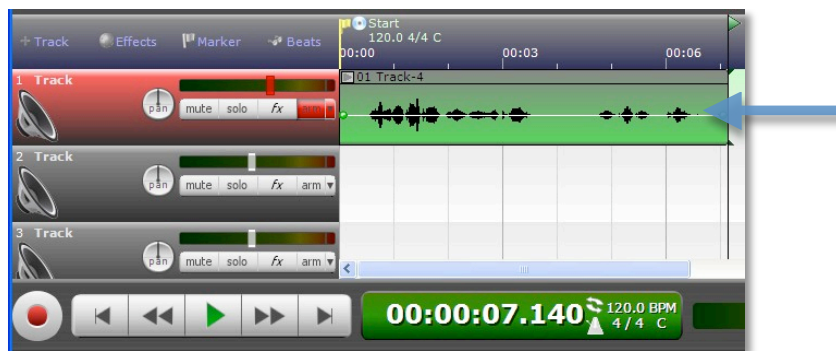 + Track Effects Marker Beats
Start
120.0 4/4 C
00:00 00:03 00:06
1 Track
01 Track-4
pan mute solo fx arm
2 Track
pan mute solo fx arm
3 Track
pan mute solo fx arm
00:00:07.140 120.0 BPM
4/4 C